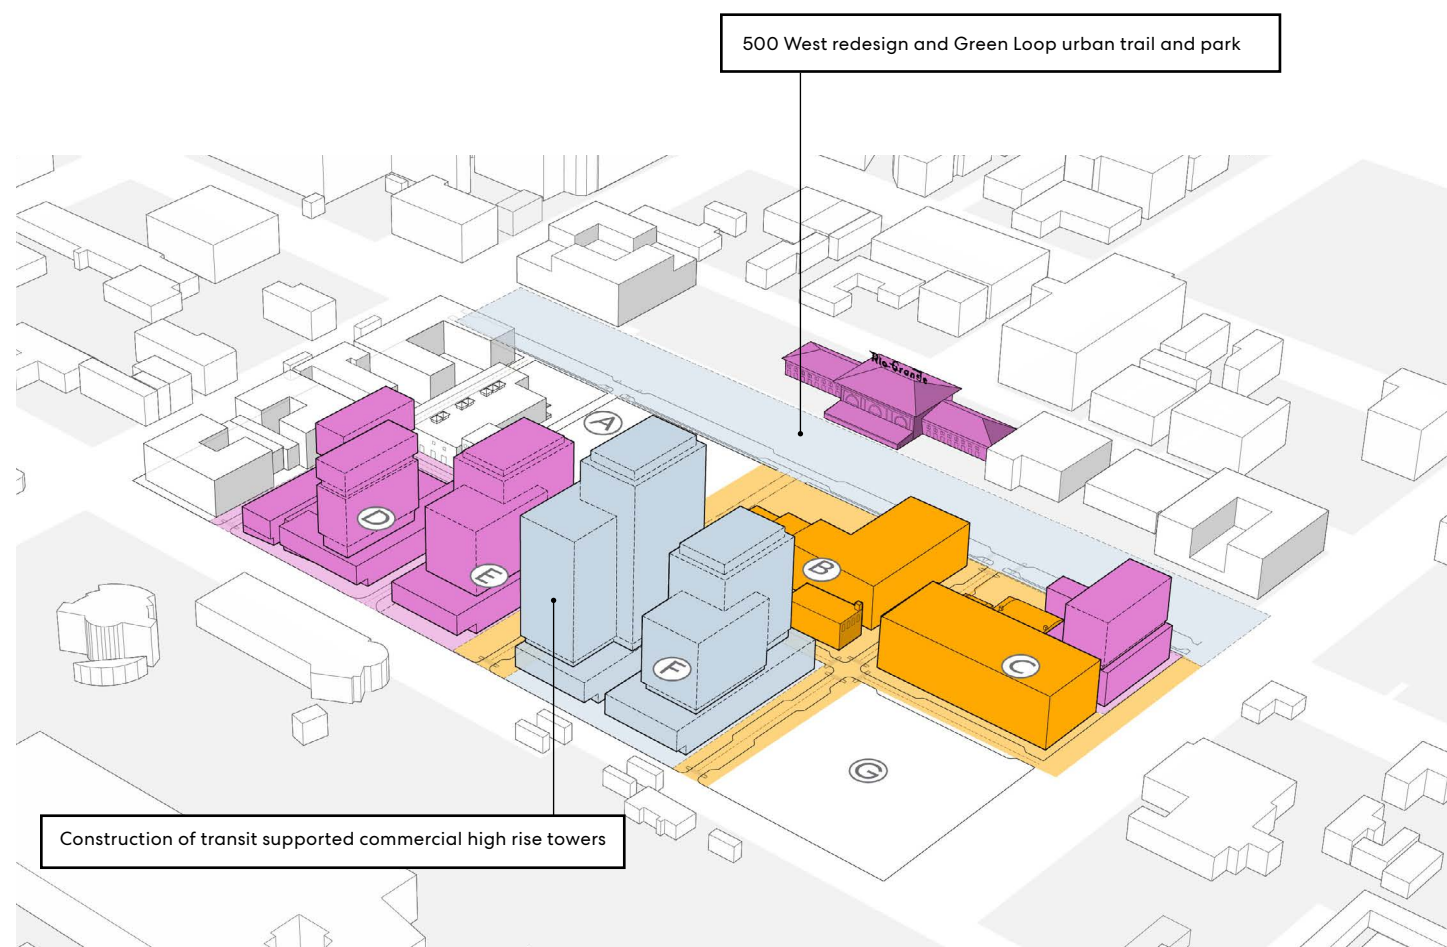 500 West redesign and Green Loop urban trail and park
Rio Grande
A
D
E
B
F
C
G
Construction of transit supported commercial high rise towers